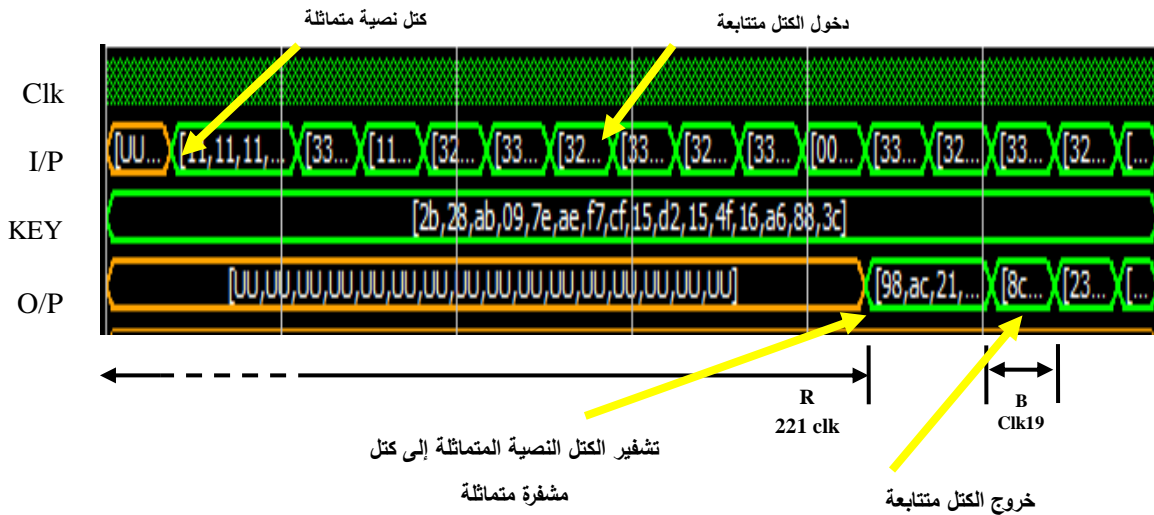 كتل نصية متماثلة
دخول الكتل متتابعة
Clk
I/P [UU... [11,11,11,... [33... [11... [32... [33... [32... [33... [32... [33... [00... [33... [32... [33... [32... [...
KEY [2b,28,ab,09,7e,ae,f7,cf,15,d2,15,4f,16,a6,88,3c]
O/P [UU,UU,UU,UU,UU,UU,UU,UU,UU,UU,UU,UU,UU,UU,UU,UU] [98,ac,21,... [8c... [23... [...
R
221 clk
B
Clk19
تشفير الكتل النصية المتماثلة إلى كتل
مشفرة متماثلة
خروج الكتل متتابعة